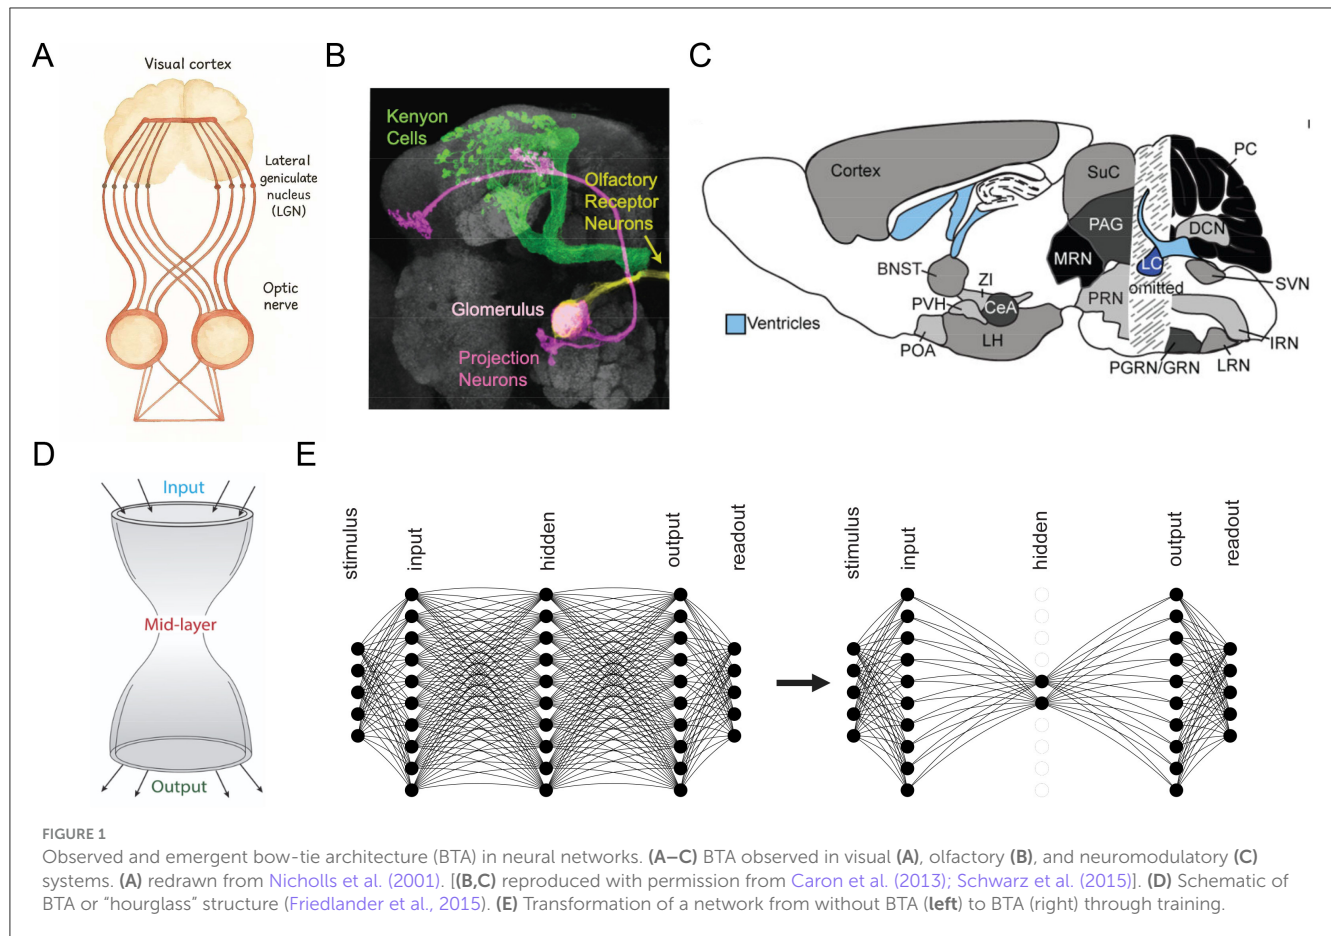 A
Visual cortex
Lateral
geniculate
nucleus
(LGN)
Optic
nerve
B
Kenyon
Cells
Olfactory
Receptor
Neurons
Glomerulus
Projection
Neurons
C
Cortex
SuC
PC
PAG
DCN
MRN
LC
BNST
ZI
omitted
SVN
PVH
CeA
PRN
Ventricles
POA
LH
IRN
PGRN/GRN
LRN
D
Input
Mid-layer
Output
E
stimulus
input
hidden
output
readout
stimulus
input
hidden
output
readout
FIGURE 1
Observed and emergent bow-tie architecture (BTA) in neural networks. (A–C) BTA observed in visual (A), olfactory (B), and neuromodulatory (C)
systems. (A) redrawn from Nicholls et al. (2001). [(B,C) reproduced with permission from Caron et al. (2013); Schwarz et al. (2015)]. (D) Schematic of
BTA or “hourglass” structure (Friedlander et al., 2015). (E) Transformation of a network from without BTA (left) to BTA (right) through training.